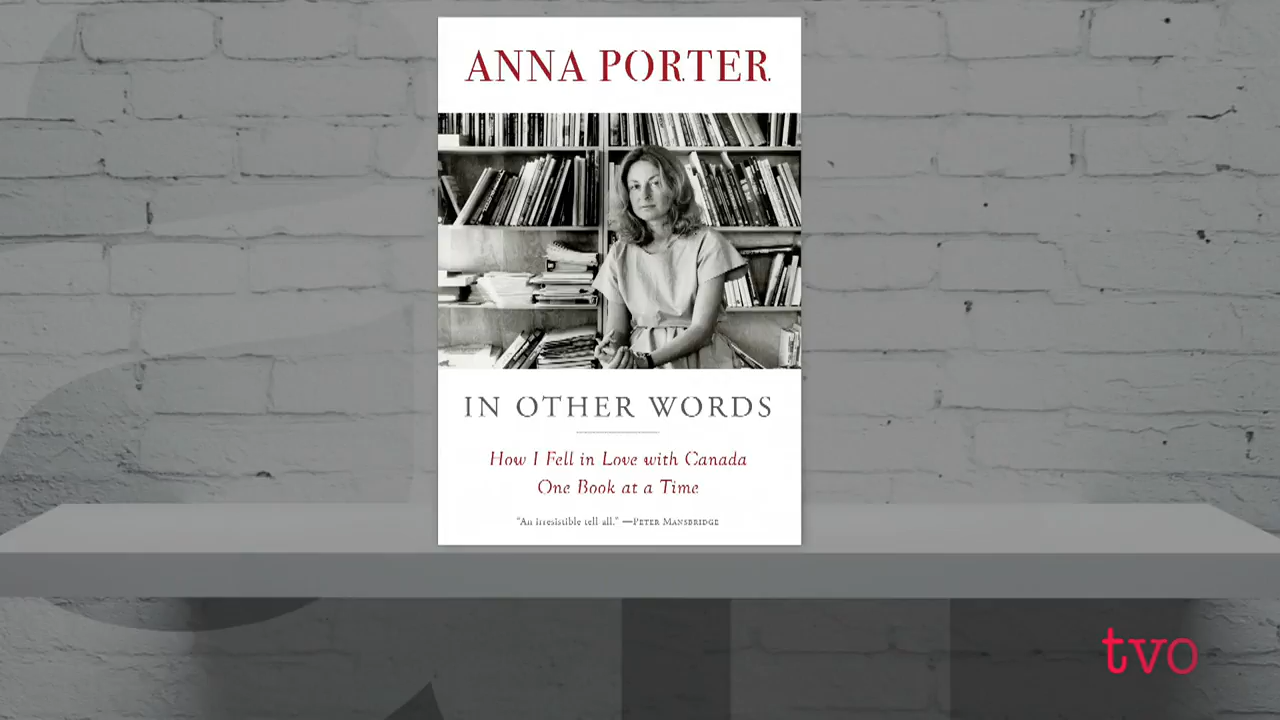 ANNA PORTER
IN OTHER WORDS
How I Fell in Love with Canada
One Book at a Time
"An irresistible tell all." —PETER MANSBRIDGE
tvo